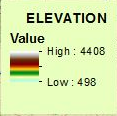 ELEVATION
Value
High : 4408
Low : 498